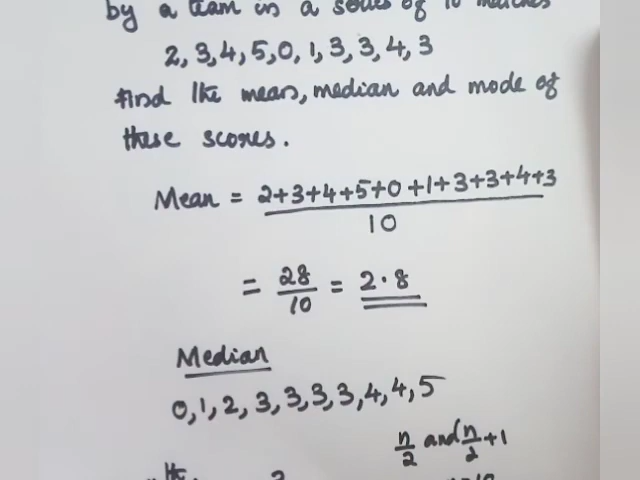 by a team in a series of 10 matches
2, 3, 4, 5, 0, 1, 3, 3, 4, 3
find the mean, median and mode of
these scores.
Mean = 2+3+4+5+0+1+3+3+4+3
10
= 28/10 = 2.8
Median
0, 1, 2, 3, 3, 3, 3, 4, 4, 5
n/2 and n/2 + 1